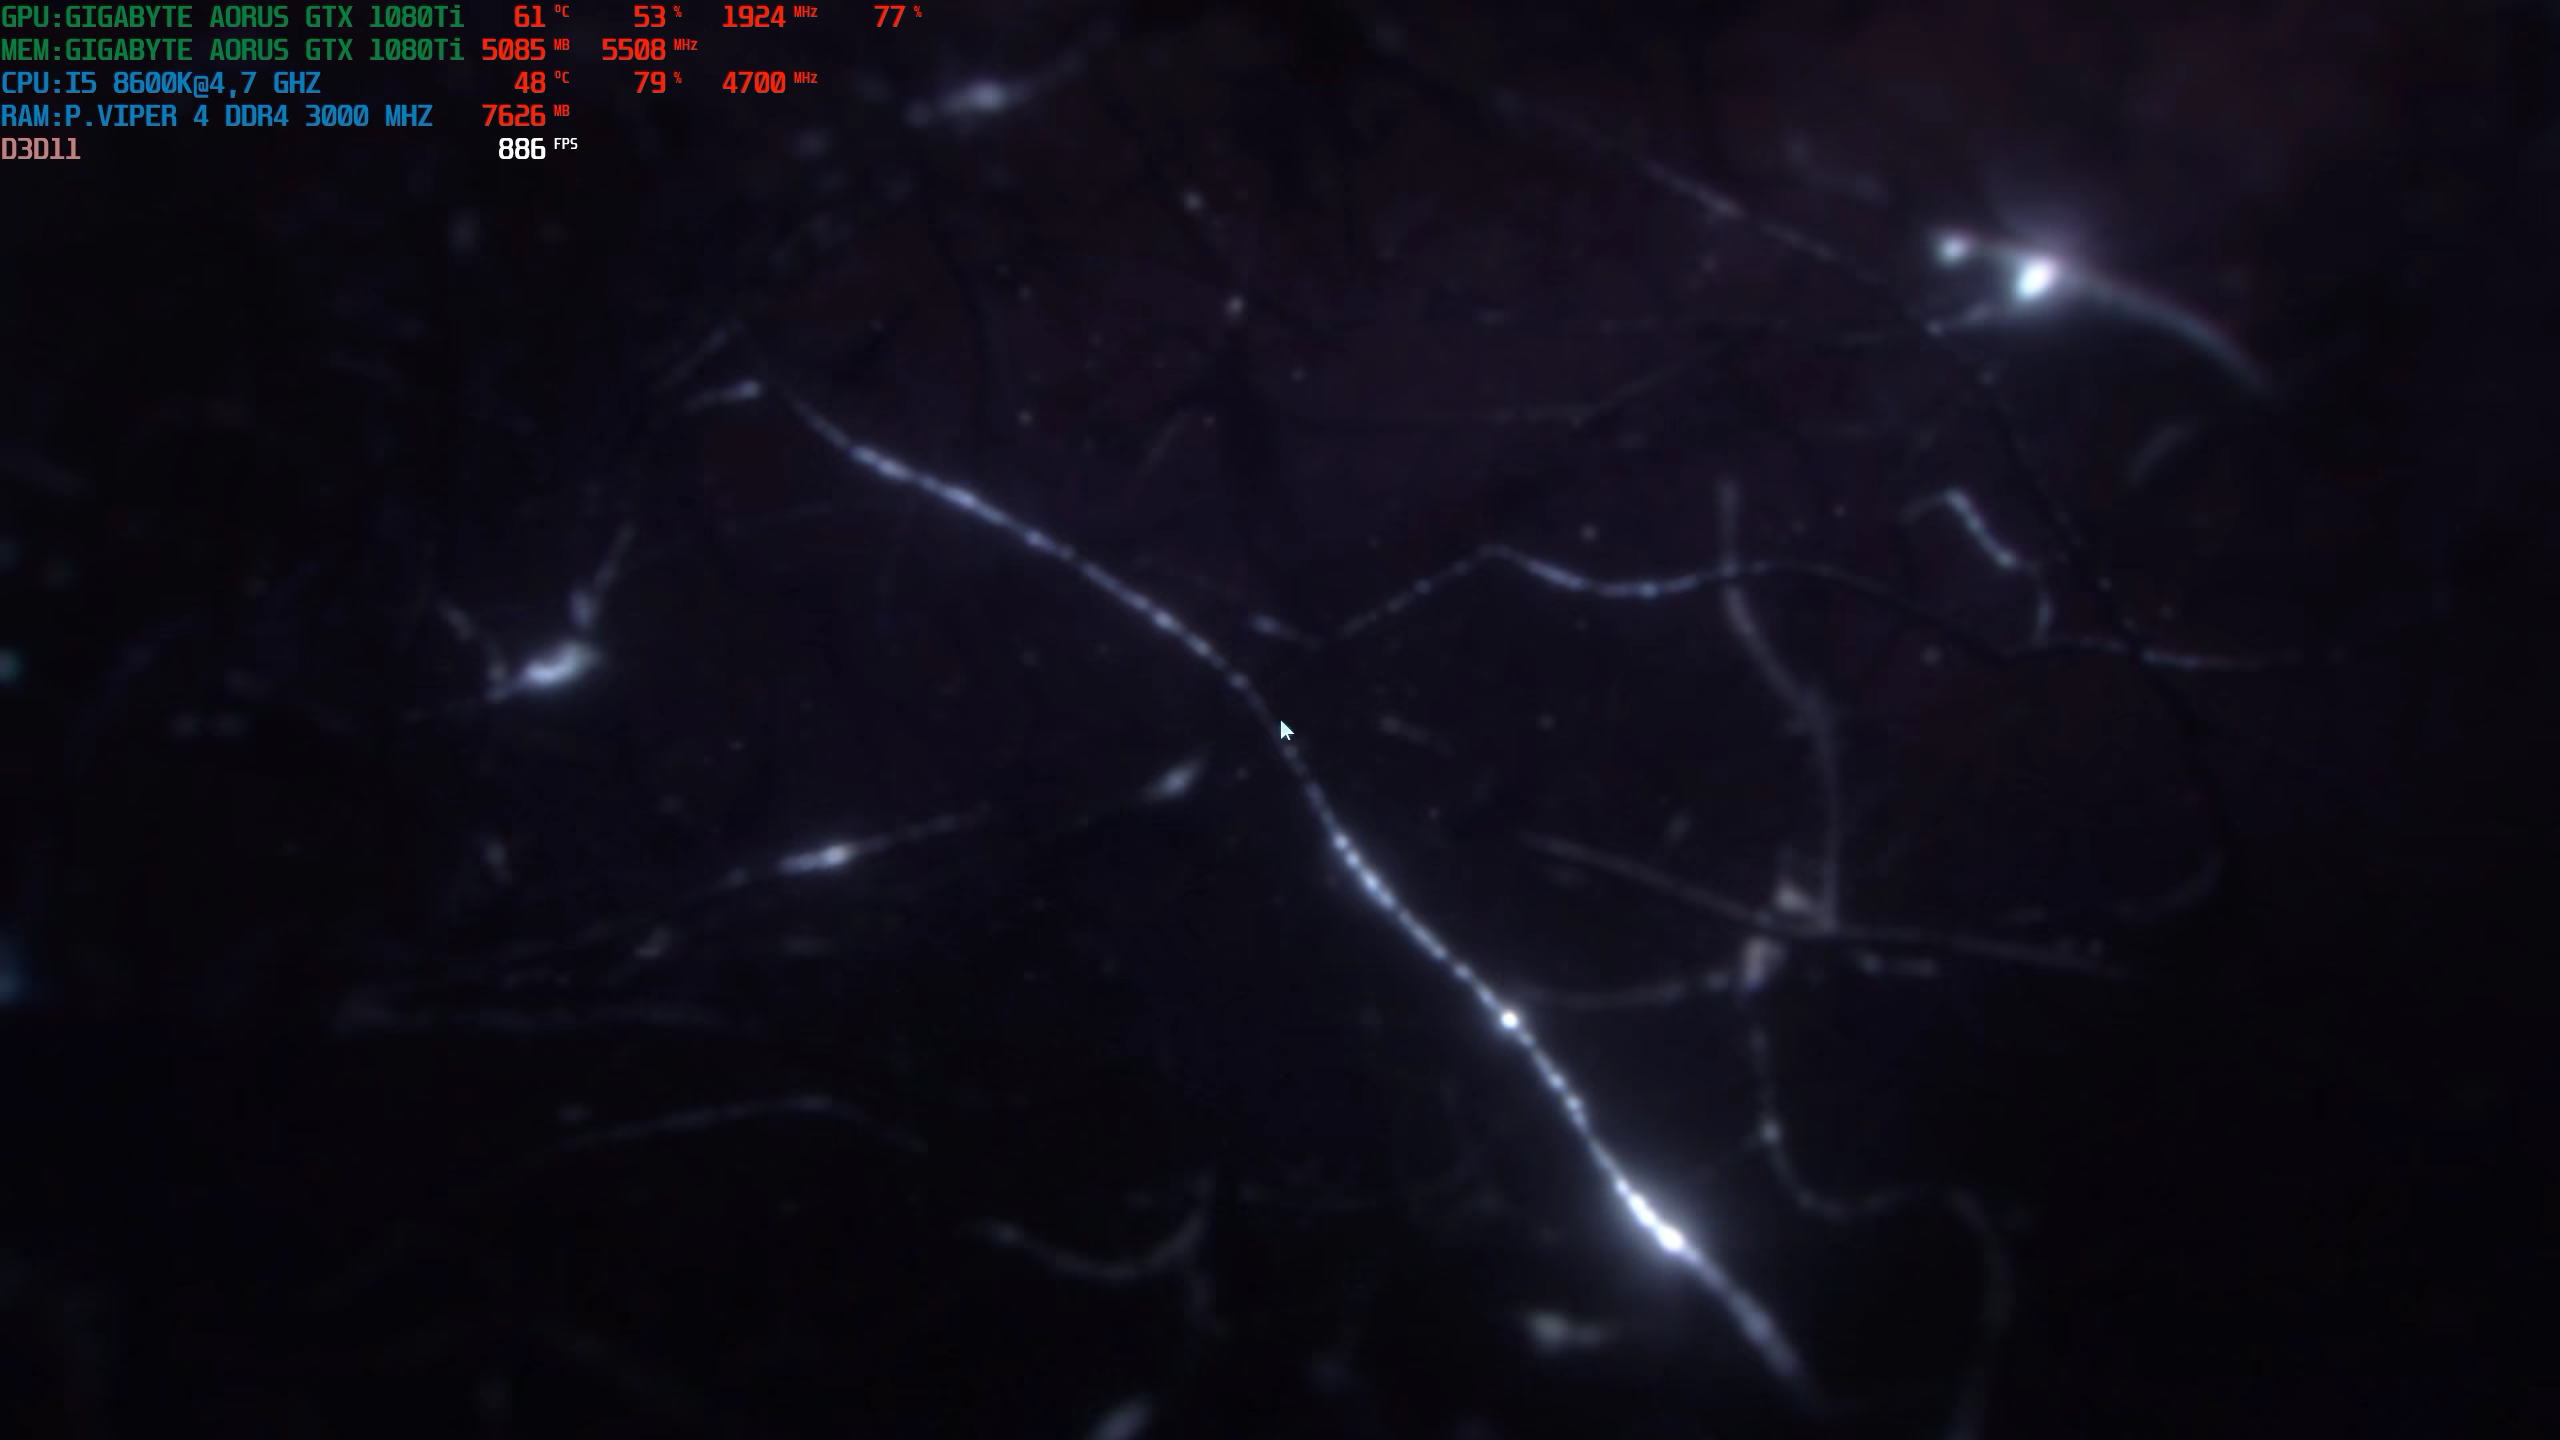 GPU:GIGABYTE AORUS GTX 1080Ti 61 °C 53 % 1924 MHz 77 %
MEM:GIGABYTE AORUS GTX 1080Ti 5085 MB 5508 MHz
CPU:I5 8600K@4,7 GHZ 48 °C 79 % 4700 MHz
RAM:P.VIPER 4 DDR4 3000 MHZ 7626 MB
D3D11 886 FPS